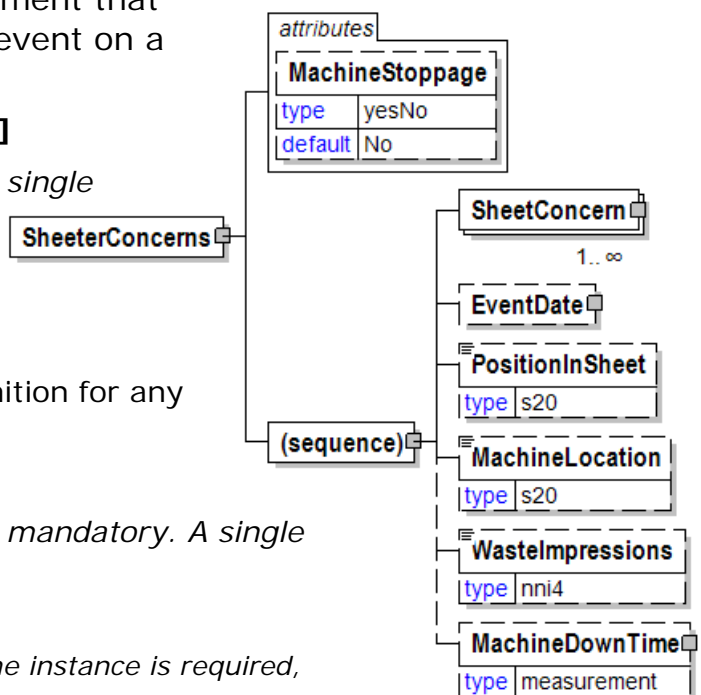 ment that
event on a
]
single
nition for any
mandatory. A single
ne instance is required,
attributes
MachineStoppage
type yesNo
default No
SheeterConcerns
(sequence)
SheetConcern
1.. ∞
EventDate
PositionInSheet
type s20
MachineLocation
type s20
WasteImpressions
type nni4
MachineDownTime
type measurement